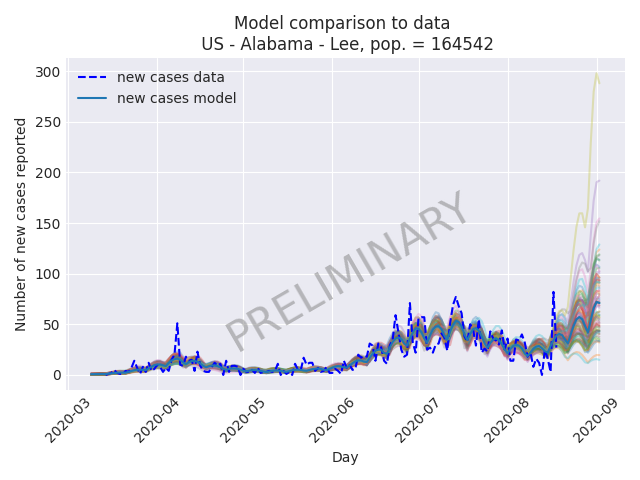 Model comparison to data
US - Alabama - Lee, pop. = 164542
new cases data
new cases model
300
250
200
150
100
50
0
Number of new cases reported
PRELIMINARY
2020-03
2020-04
2020-05
2020-06
2020-07
2020-08
2020-09
Day